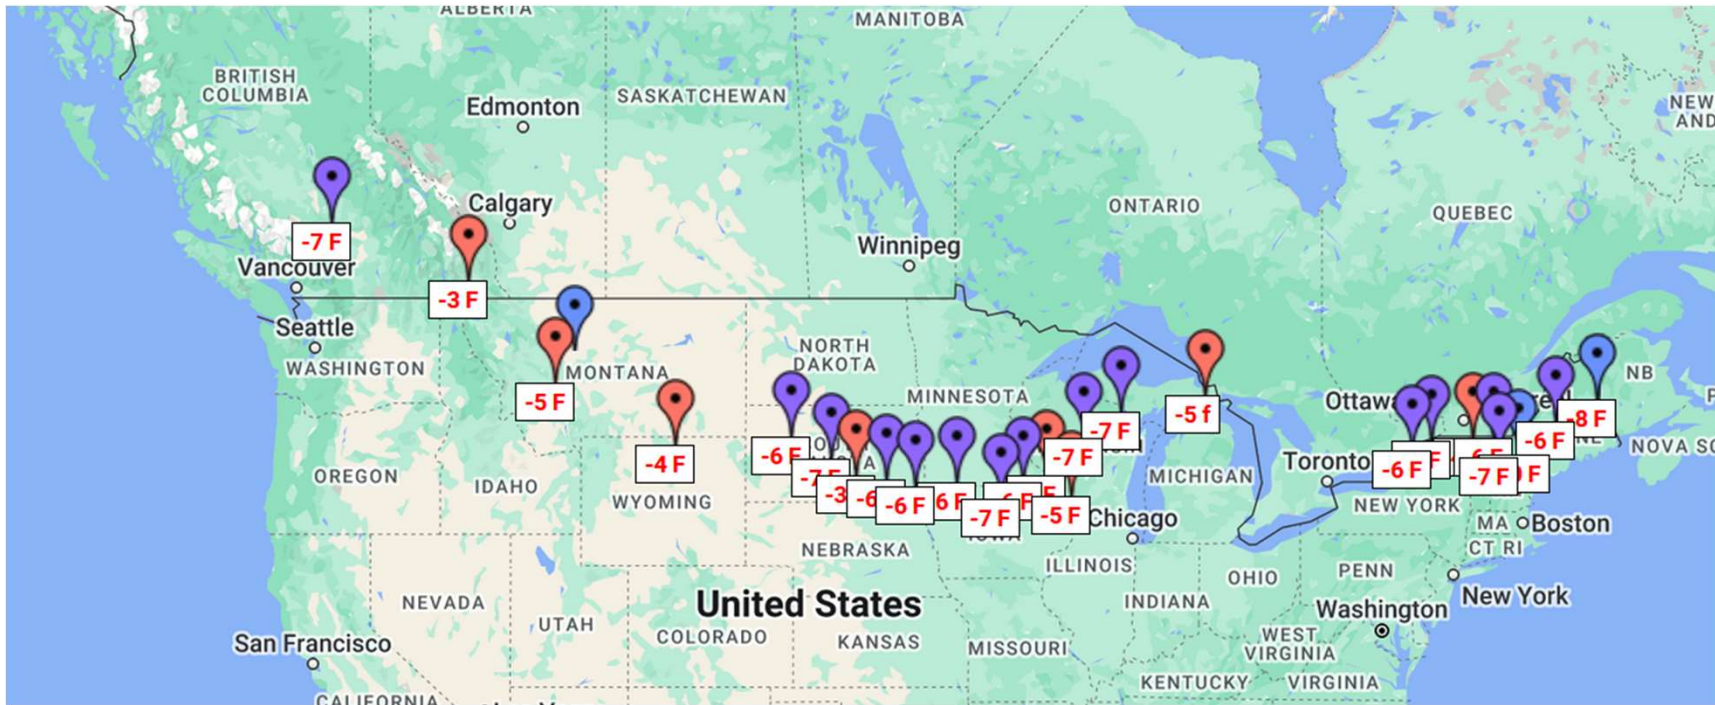 ALBERTA
MANITOBA
BRITISH
COLUMBIA
Edmonton
SASKATCHEWAN
NEW
AND
Calgary
ONTARIO
QUEBEC
-7 F
Winnipeg
Vancouver
-3 F
Seattle
WASHINGTON
NORTH
DAKOTA
MONTANA
NB
-5 F
MINNESOTA
Ottawa
-5 f
-8 F
-7 F
-6 F
-6 F
NOVA SC
-4 F
-7 F
Toronto
-6 F
-7 F
OREGON
IDAHO
WYOMING
MICHIGAN
-6 F
NEW YORK
-7 F
-5 F
Chicago
MA
Boston
CT RI
NEBRASKA
IOWA
ILLINOIS
OHIO
PENN
NEVADA
United States
INDIANA
Washington
New York
UTAH
COLORADO
KANSAS
MISSOURI
WEST
VIRGINIA
San Francisco
KENTUCKY
VIRGINIA
CALIFORNIA